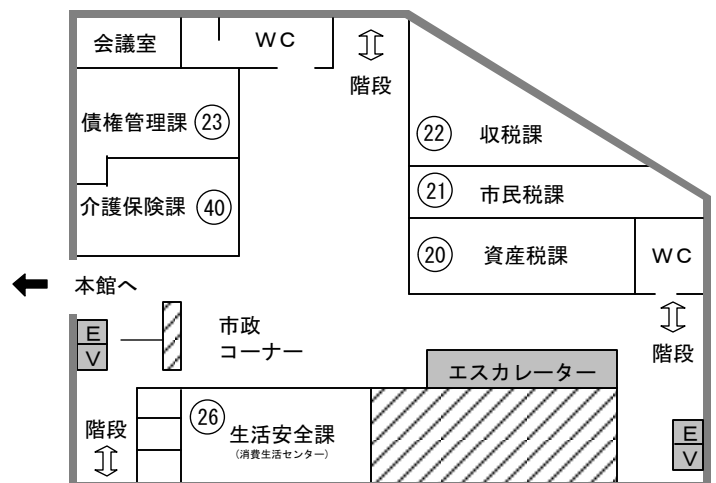 会議室
WC
階段
債権管理課 23
22 収税課
21 市民税課
介護保険課 40
20 資産税課
WC
本館へ
市政
コーナー
EV
階段
エスカレーター
26 生活安全課
(消費生活センター)
階段
EV